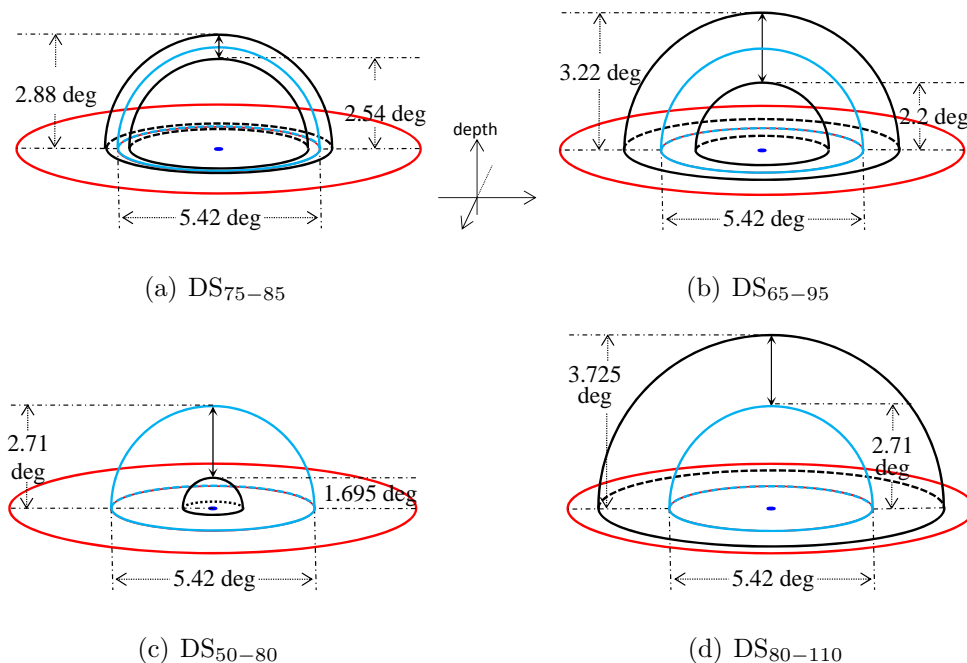 2.88 deg
2.54 deg
5.42 deg
(a) DS75−85
depth
3.22 deg
2.2 deg
5.42 deg
(b) DS65−95
2.71
deg
1.695 deg
5.42 deg
(c) DS50−80
3.725
deg
2.71
deg
5.42 deg
(d) DS80−110